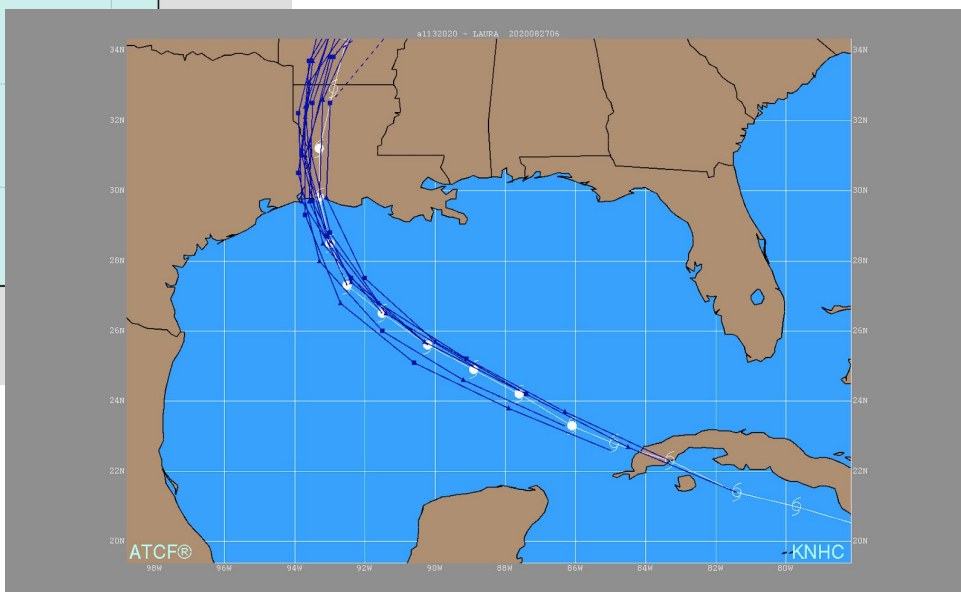 al132020 - LAURA 2020082706
34N 34N
32N 32N
30N 30N
28N 28N
26N 26N
24N 24N
22N 22N
20N 20N
ATCF® KNHC
98W 96W 94W 92W 90W 88W 86W 84W 82W 80W